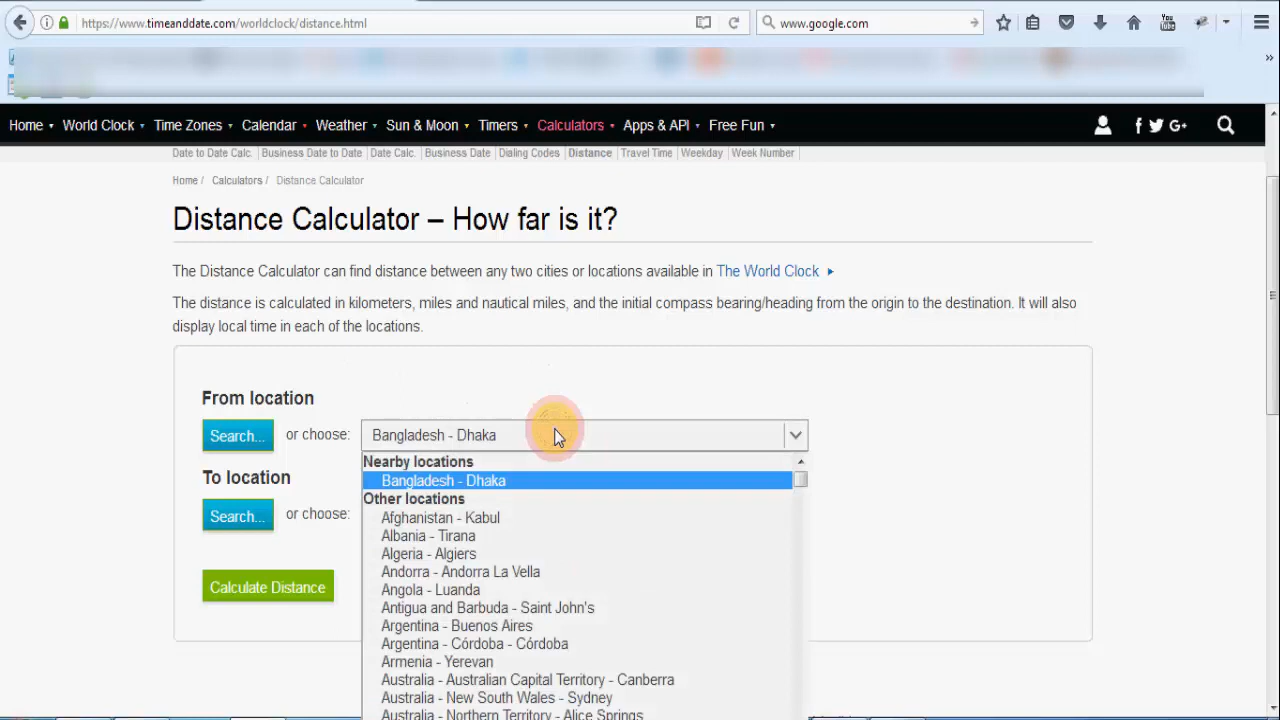 https://www.timeanddate.com/worldclock/distance.html
www.google.com
You Tube
Home World Clock Time Zones Calendar Weather Sun & Moon Timers Calculators Apps & API Free Fun
Date to Date Calc. Business Date to Date Date Calc. Business Date Dialing Codes Distance Travel Time Weekday Week Number
Home / Calculators / Distance Calculator
Distance Calculator – How far is it?
The Distance Calculator can find distance between any two cities or locations available in The World Clock
The distance is calculated in kilometers, miles and nautical miles, and the initial compass bearing/heading from the origin to the destination. It will also
display local time in each of the locations.
From location
Search... or choose: Bangladesh - Dhaka
Nearby locations
To location
Bangladesh - Dhaka
Other locations
Search... or choose:
Afghanistan - Kabul
Albania - Tirana
Algeria - Algiers
Andorra - Andorra La Vella
Calculate Distance
Angola - Luanda
Antigua and Barbuda - Saint John's
Argentina - Buenos Aires
Argentina - Córdoba - Córdoba
Armenia - Yerevan
Australia - Australian Capital Territory - Canberra
Australia - New South Wales - Sydney
Australia - Northern Territory - Alice Springs